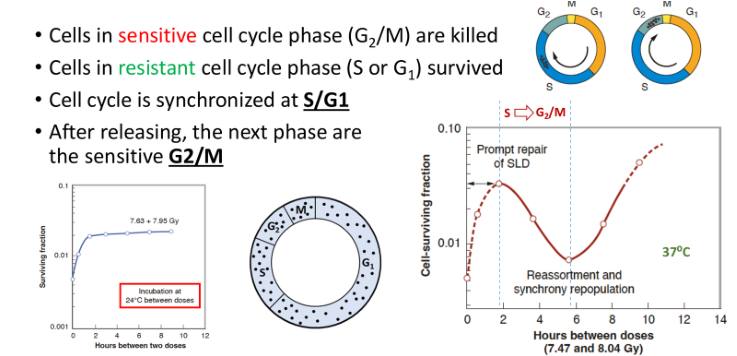 • Cells in sensitive cell cycle phase (G₂/M) are killed
• Cells in resistant cell cycle phase (S or G₁) survived
• Cell cycle is synchronized at S/G1
• After releasing, the next phase are
the sensitive G2/M
M
G₂
G₁
S
M
G₂
G₁
S
0.1
0.01
0.001
Surviving fraction
7.63 + 7.95 Gy
Incubation at
24°C between doses
0 2 4 6 8 10 12
Hours between two doses
M
G₂
S
G₁
S ⇨ G₂/M
0.10
0.01
Cell-surviving fraction
Prompt repair
of SLD
37⁰C
Reassortment and
synchrony repopulation
0 2 4 6 8 10 12 14
Hours between doses
(7.47 and 8.04 Gy)